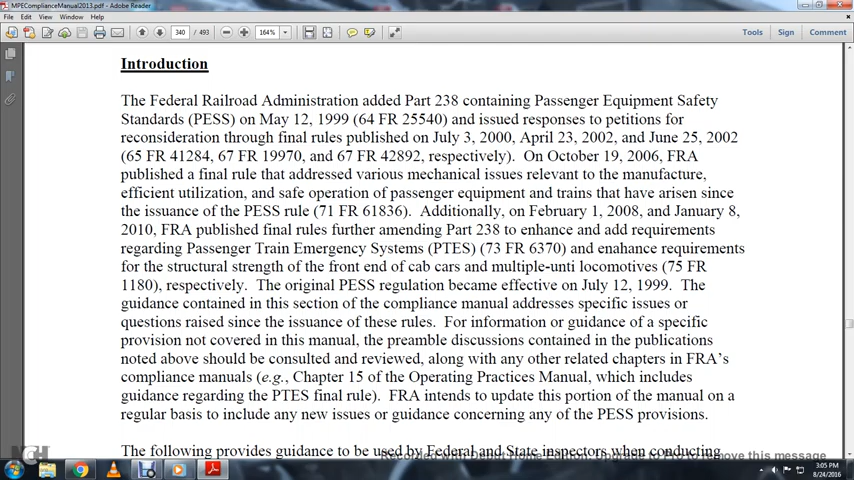 MPEComplianceManual2013.pdf - Adobe Reader
File Edit View Window Help
340 / 493 164% Tools Sign Comment
Introduction
The Federal Railroad Administration added Part 238 containing Passenger Equipment Safety
Standards (PESS) on May 12, 1999 (64 FR 25540) and issued responses to petitions for
reconsideration through final rules published on July 3, 2000, April 23, 2002, and June 25, 2002
(65 FR 41284, 67 FR 19970, and 67 FR 42892, respectively). On October 19, 2006, FRA
published a final rule that addressed various mechanical issues relevant to the manufacture,
efficient utilization, and safe operation of passenger equipment and trains that have arisen since
the issuance of the PESS rule (71 FR 61836). Additionally, on February 1, 2008, and January 8,
2010, FRA published final rules further amending Part 238 to enhance and add requirements
regarding Passenger Train Emergency Systems (PTES) (73 FR 6370) and enahance requirements
for the structural strength of the front end of cab cars and multiple-unti locomotives (75 FR
1180), respectively. The original PESS regulation became effective on July 12, 1999. The
guidance contained in this section of the compliance manual addresses specific issues or
questions raised since the issuance of these rules. For information or guidance of a specific
provision not covered in this manual, the preamble discussions contained in the publications
noted above should be consulted and reviewed, along with any other related chapters in FRA's
compliance manuals (e.g., Chapter 15 of the Operating Practices Manual, which includes
guidance regarding the PTES final rule). FRA intends to update this portion of the manual on a
regular basis to include any new issues or guidance concerning any of the PESS provisions.
The following provides guidance to be used by Federal and State inspectors when conducting
Recorded with Debut Home Edition. Upgrade to Pro to remove this message
NCH
3:05 PM
8/24/2016